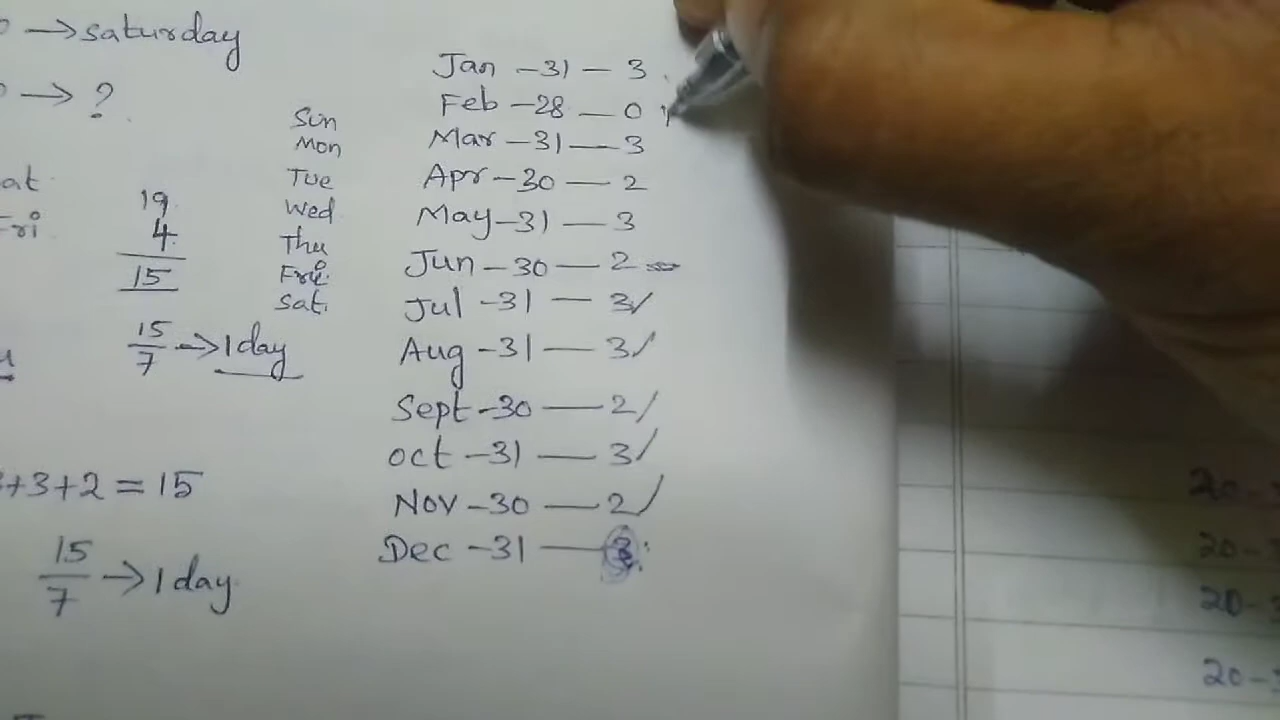 → saturday
→ ?
at
Fri
19
4
15
15/7 → 1 day
+3+2 = 15
15/7 → 1 day
Sun
Mon
Tue
Wed
Thu
Fri
Sat.
Jan - 31 - 3
Feb - 28 - 0
Mar - 31 - 3
Apr - 30 - 2
May - 31 - 3
Jun - 30 - 2
Jul - 31 - 3
Aug - 31 - 3
Sept - 30 - 2
oct - 31 - 3
Nov - 30 - 2
Dec - 31 - 3
20-
20-
20-
20-